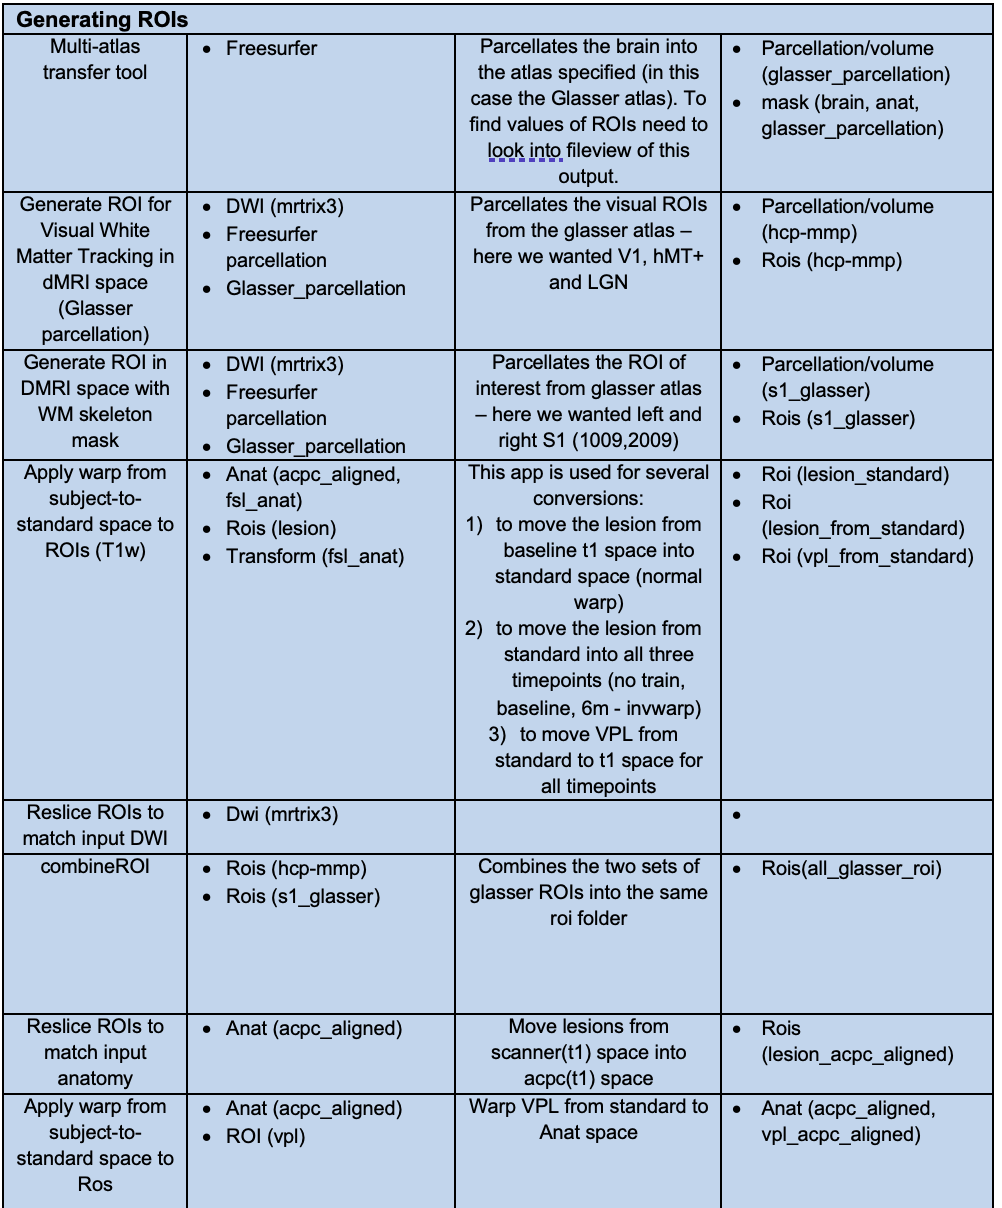 Generating ROIs
Multi-atlas
transfer tool
• Freesurfer
Parcellates the brain into
the atlas specified (in this
case the Glasser atlas). To
find values of ROIs need to
look into fileview of this
output.
• Parcellation/volume
(glasser_parcellation)
• mask (brain, anat,
glasser_parcellation)
Generate ROI for
Visual White
Matter Tracking in
dMRI space
(Glasser
parcellation)
• DWI (mrtrix3)
• Freesurfer
parcellation
• Glasser_parcellation
Parcellates the visual ROIs
from the glasser atlas –
here we wanted V1, hMT+
and LGN
• Parcellation/volume
(hcp-mmp)
• Rois (hcp-mmp)
Generate ROI in
DMRI space with
WM skeleton
mask
• DWI (mrtrix3)
• Freesurfer
parcellation
• Glasser_parcellation
Parcellates the ROI of
interest from glasser atlas
– here we wanted left and
right S1 (1009,2009)
• Parcellation/volume
(s1_glasser)
• Rois (s1_glasser)
Apply warp from
subject-to-
standard space to
ROIs (T1w)
• Anat (acpc_aligned,
fsl_anat)
• Rois (lesion)
• Transform (fsl_anat)
This app is used for several
conversions:
1) to move the lesion from
baseline t1 space into
standard space (normal
warp)
2) to move the lesion from
standard into all three
timepoints (no train,
baseline, 6m - invwarp)
3) to move VPL from
standard to t1 space for
all timepoints
• Roi (lesion_standard)
• Roi
(lesion_from_standard)
• Roi (vpl_from_standard)
Reslice ROIs to
match input DWI
• Dwi (mrtrix3)
•
combineROI
• Rois (hcp-mmp)
• Rois (s1_glasser)
Combines the two sets of
glasser ROIs into the same
roi folder
• Rois(all_glasser_roi)
Reslice ROIs to
match input
anatomy
• Anat (acpc_aligned)
Move lesions from
scanner(t1) space into
acpc(t1) space
• Rois
(lesion_acpc_aligned)
Apply warp from
subject-to-
standard space to
Ros
• Anat (acpc_aligned)
• ROI (vpl)
Warp VPL from standard to
Anat space
• Anat (acpc_aligned,
vpl_acpc_aligned)